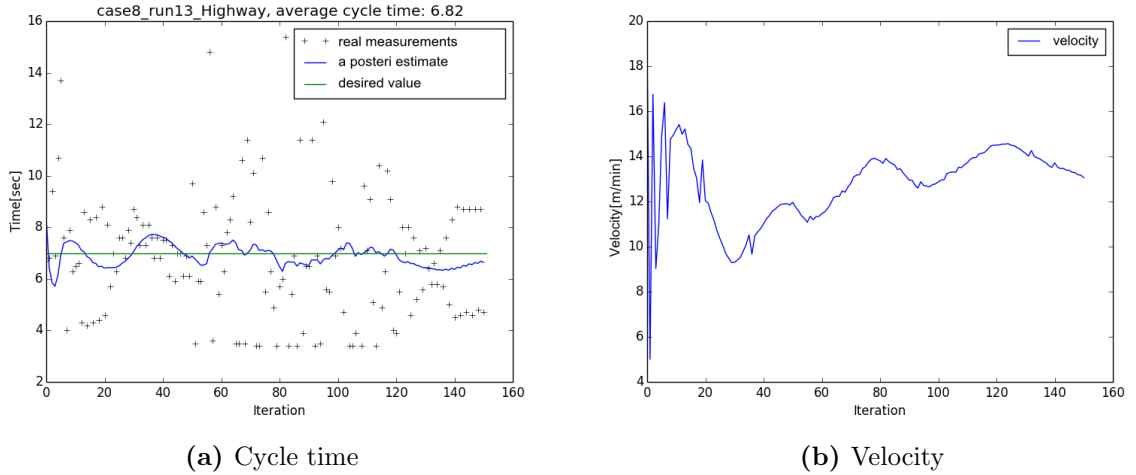 case8_run13_Highway, average cycle time: 6.82
16
14
12
10
8
6
4
2
Time[sec]
real measurements
a posteri estimate
desired value
0 20 40 60 80 100 120 140 160
Iteration
(a) Cycle time
20
18
16
14
12
10
8
6
4
Velocity[m/min]
velocity
0 20 40 60 80 100 120 140 160
Iteration
(b) Velocity